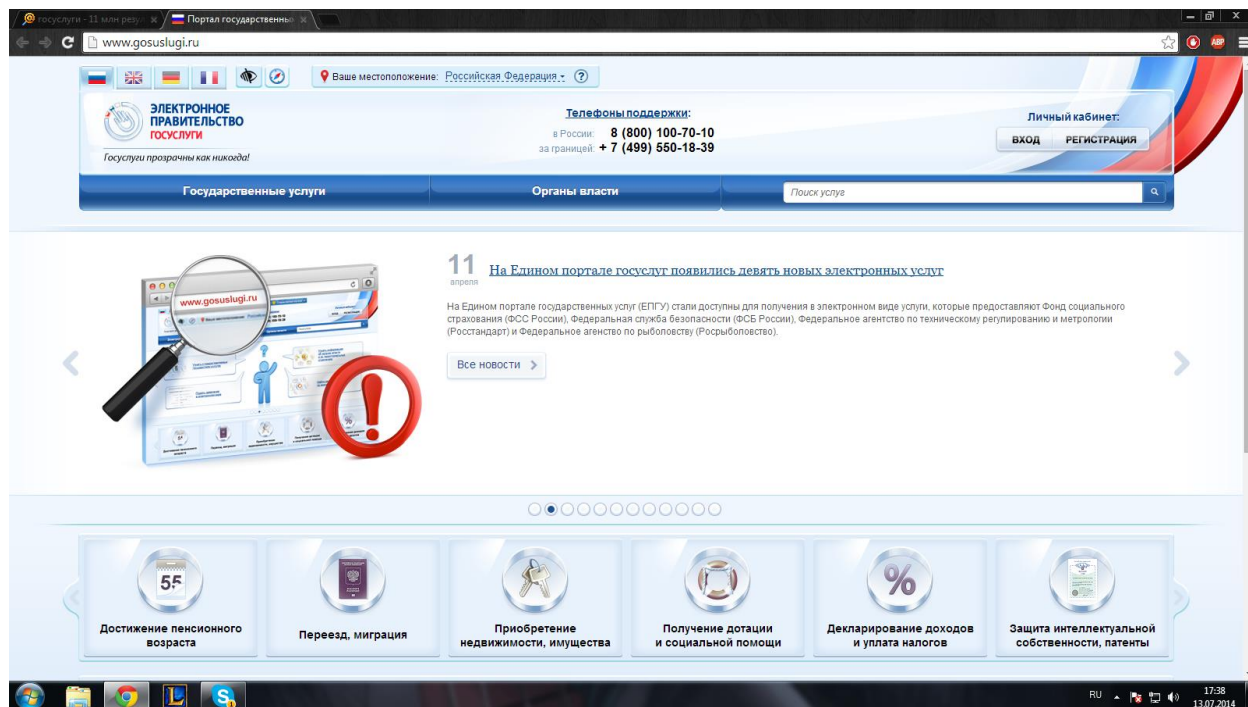 госуслуги - 11 млн резул
Портал государственны
www.gosuslugi.ru
ABP
Ваше местоположение: Российская Федерация
?
ЭЛЕКТРОННОЕ
ПРАВИТЕЛЬСТВО
ГОСУСЛУГИ
Госуслуги прозрачны как никогда!
Телефоны поддержки:
в России: 8 (800) 100-70-10
за границей: + 7 (499) 550-18-39
Личный кабинет:
ВХОД РЕГИСТРАЦИЯ
Государственные услуги
Органы власти
Поиск услуг
www.gosuslugi.ru
11
апреля
На Едином портале госуслуг появились девять новых электронных услуг
На Едином портале государственных услуг (ЕПГУ) стали доступны для получения в электронном виде услуги, которые предоставляют Фонд социального
страхования (ФСС России), Федеральная служба безопасности (ФСБ России), Федеральное агентство по техническому регулированию и метрологии
(Росстандарт) и Федеральное агенство по рыболовству (Росрыболовство).
Все новости
55
Достижение пенсионного
возраста
Переезд, миграция
Приобретение
недвижимости, имущества
Получение дотации
и социальной помощи
%
Декларирование доходов
и уплата налогов
Защита интеллектуальной
собственности, патенты
RU
17:38
13.07.2014